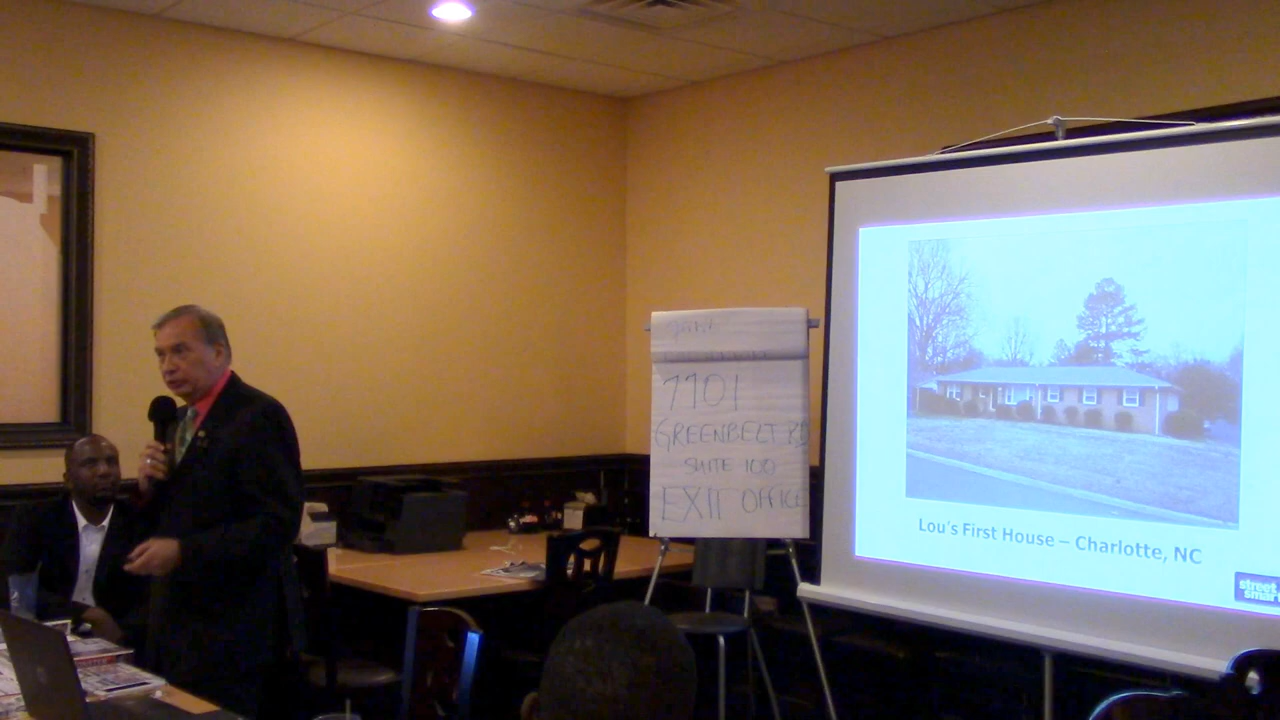 7701
GREENBELT RD
SUITE 100
EXIT OFFICE
Lou's First House – Charlotte, NC
street
smart